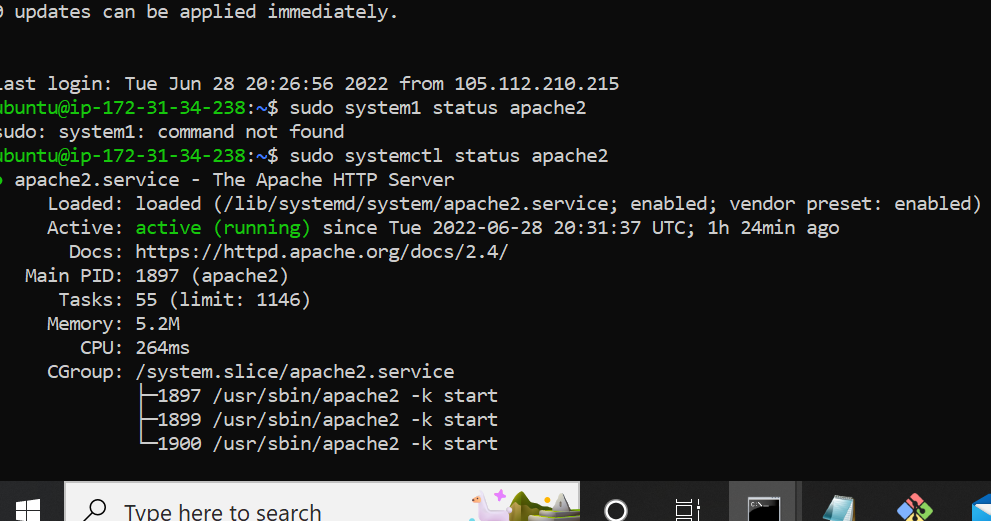 0 updates can be applied immediately.
Last login: Tue Jun 28 20:26:56 2022 from 105.112.210.215
ubuntu@ip-172-31-34-238:~$ sudo system1 status apache2
sudo: system1: command not found
ubuntu@ip-172-31-34-238:~$ sudo systemctl status apache2
● apache2.service - The Apache HTTP Server
Loaded: loaded (/lib/systemd/system/apache2.service; enabled; vendor preset: enabled)
Active: active (running) since Tue 2022-06-28 20:31:37 UTC; 1h 24min ago
Docs: https://httpd.apache.org/docs/2.4/
Main PID: 1897 (apache2)
Tasks: 55 (limit: 1146)
Memory: 5.2M
CPU: 264ms
CGroup: /system.slice/apache2.service
├─1897 /usr/sbin/apache2 -k start
├─1899 /usr/sbin/apache2 -k start
└─1900 /usr/sbin/apache2 -k start
Type here to search